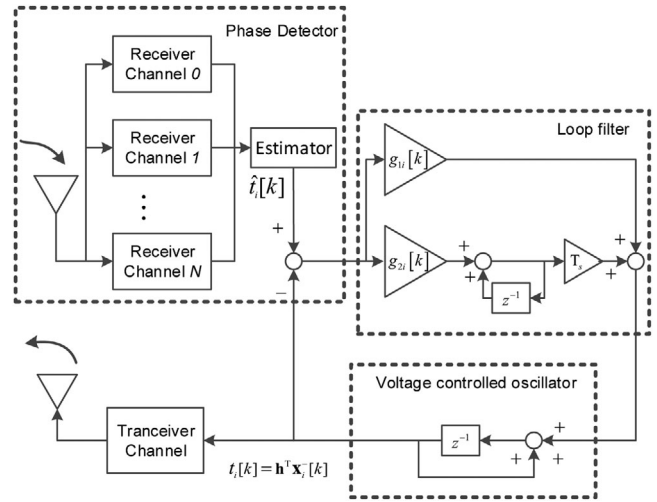 Phase Detector
Receiver
Channel 0
Receiver
Channel 1
⋮
Receiver
Channel N
Estimator
t̂ᵢ[k]
+
−
Loop filter
g₁ᵢ[k]
g₂ᵢ[k]
+
+
z⁻¹
Tₛ
+
+
Voltage controlled oscillator
z⁻¹
+
+
+
Tranceiver
Channel
tᵢ[k] = hᵀxᵢ⁻[k]